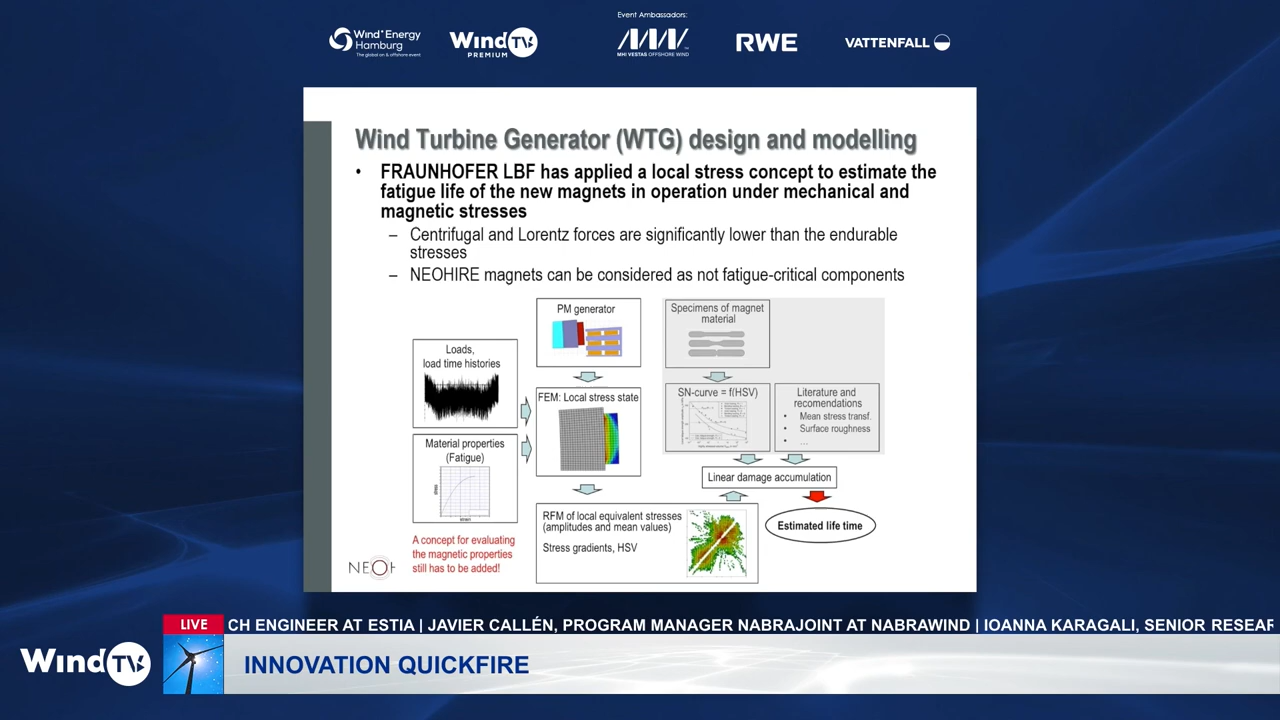 Event Ambassadors:
Wind Energy
Hamburg
The global on & offshore event
WindTV
PREMIUM
MHI VESTAS OFFSHORE WIND
RWE
VATTENFALL
Wind Turbine Generator (WTG) design and modelling
• FRAUNHOFER LBF has applied a local stress concept to estimate the
fatigue life of the new magnets in operation under mechanical and
magnetic stresses
– Centrifugal and Lorentz forces are significantly lower than the endurable
stresses
– NEOHIRE magnets can be considered as not fatigue-critical components
Loads,
load time histories
Material properties
(Fatigue)
A concept for evaluating
the magnetic properties
still has to be added!
PM generator
FEM: Local stress state
RFM of local equivalent stresses
(amplitudes and mean values)
Stress gradients, HSV
Specimens of magnet
material
SN-curve = f(HSV)
Literature and
recomendations
• Mean stress transf.
• Surface roughness
• ...
Linear damage accumulation
Estimated life time
NEOH
LIVE
CH ENGINEER AT ESTIA | JAVIER CALLÉN, PROGRAM MANAGER NABRAJOINT AT NABRAWIND | IOANNA KARAGALI, SENIOR RESEAR
WindTV
INNOVATION QUICKFIRE